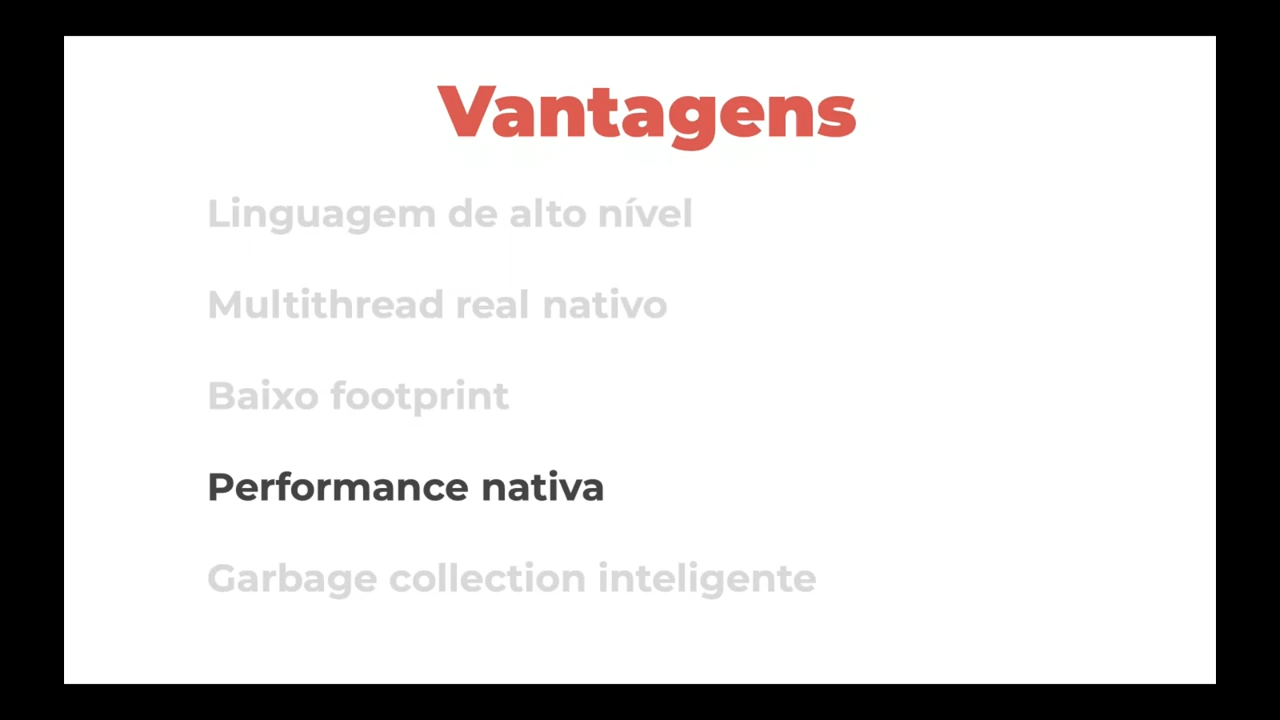 Vantagens
Linguagem de alto nível
Multithread real nativo
Baixo footprint
Performance nativa
Garbage collection inteligente